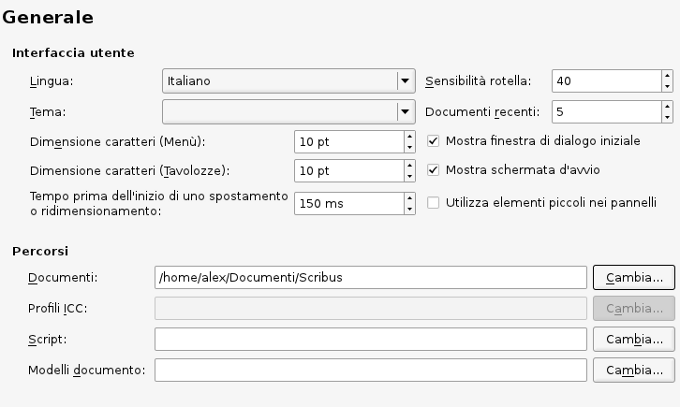 Generale
Interfaccia utente
Lingua: Italiano Sensibilità rotella: 40
Tema: Documenti recenti: 5
Dimensione caratteri (Menù): 10 pt Mostra finestra di dialogo iniziale
Dimensione caratteri (Tavolozze): 10 pt Mostra schermata d'avvio
Tempo prima dell'inizio di uno spostamento
o ridimensionamento: 150 ms Utilizza elementi piccoli nei pannelli
Percorsi
Documenti: /home/alex/Documenti/Scribus Cambia...
Profili ICC: Cambia...
Script: Cambia...
Modelli documento: Cambia...